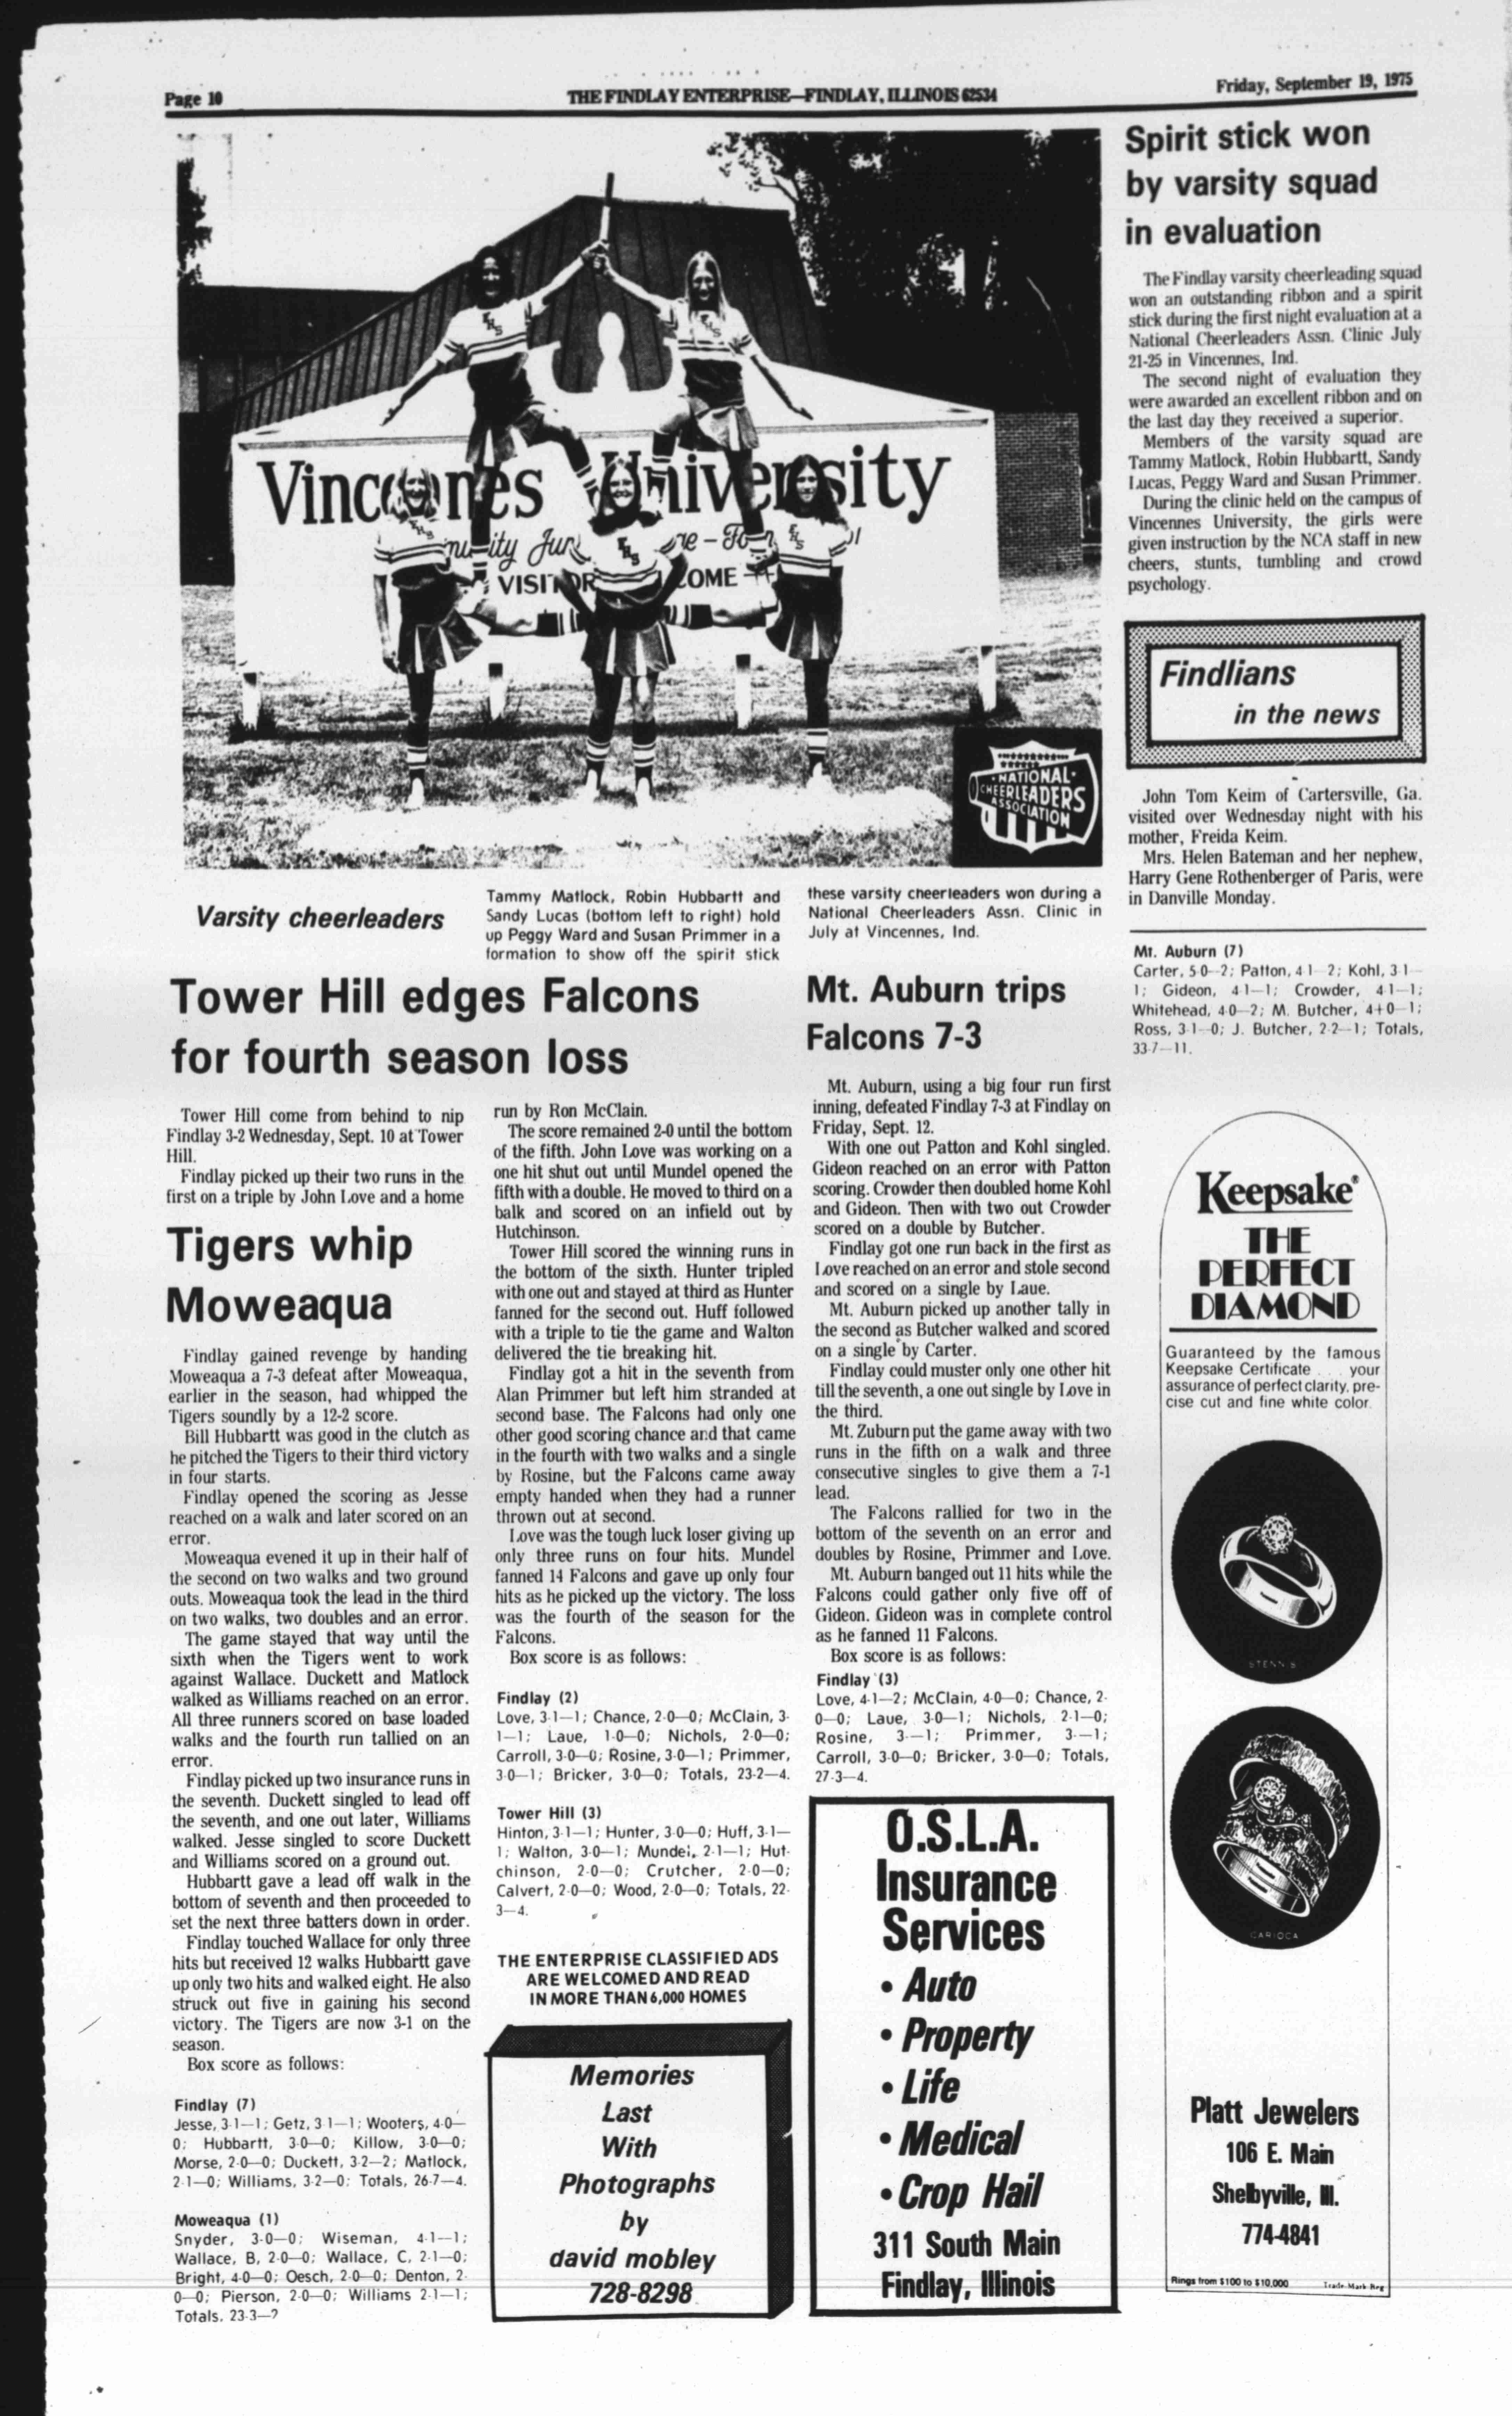 Page 10
THE FINDLAY ENTERPRISE—FINDLAY, ILLINOIS 62534
Friday, September 19, 1975
Vincennes University
VISITOR
COME
NATIONAL
CHEERLEADERS
ASSOCIATION
Varsity cheerleaders
Tammy Matlock, Robin Hubbartt and
Sandy Lucas (bottom left to right) hold
up Peggy Ward and Susan Primmer in a
formation to show off the spirit stick
these varsity cheerleaders won during a
National Cheerleaders Assn. Clinic in
July at Vincennes, Ind.
Spirit stick won
by varsity squad
in evaluation
The Findlay varsity cheerleading squad
won an outstanding ribbon and a spirit
stick during the first night evaluation at a
National Cheerleaders Assn. Clinic July
21-25 in Vincennes, Ind.
The second night of evaluation they
were awarded an excellent ribbon and on
the last day they received a superior.
Members of the varsity squad are
Tammy Matlock, Robin Hubbartt, Sandy
Lucas, Peggy Ward and Susan Primmer.
During the clinic held on the campus of
Vincennes University, the girls were
given instruction by the NCA staff in new
cheers, stunts, tumbling and crowd
psychology.
Findlians
in the news
John Tom Keim of Cartersville, Ga.
visited over Wednesday night with his
mother, Freida Keim.
Mrs. Helen Bateman and her nephew,
Harry Gene Rothenberger of Paris, were
in Danville Monday.
Tower Hill edges Falcons
for fourth season loss
Tower Hill come from behind to nip
Findlay 3-2 Wednesday, Sept. 10 at Tower
Hill.
Findlay picked up their two runs in the
first on a triple by John Love and a home
run by Ron McClain.
The score remained 2-0 until the bottom
of the fifth. John Love was working on a
one hit shut out until Mundel opened the
fifth with a double. He moved to third on a
balk and scored on an infield out by
Hutchinson.
Tower Hill scored the winning runs in
the bottom of the sixth. Hunter tripled
with one out and stayed at third as Hunter
fanned for the second out. Huff followed
with a triple to tie the game and Walton
delivered the tie breaking hit.
Findlay got a hit in the seventh from
Alan Primmer but left him stranded at
second base. The Falcons had only one
other good scoring chance and that came
in the fourth with two walks and a single
by Rosine, but the Falcons came away
empty handed when they had a runner
thrown out at second.
Love was the tough luck loser giving up
only three runs on four hits. Mundel
fanned 14 Falcons and gave up only four
hits as he picked up the victory. The loss
was the fourth of the season for the
Falcons.
Box score is as follows:
Findlay (2)
Love, 3-1—1; Chance, 2-0—0; McClain, 3-
1—1; Laue, 1-0—0; Nichols, 2-0—0;
Carroll, 3-0—0; Rosine, 3-0—1; Primmer,
3-0—1; Bricker, 3-0—0; Totals, 23-2—4.
Tower Hill (3)
Hinton, 3-1—1; Hunter, 3-0—0; Huff, 3-1—
1; Walton, 3-0—1; Mundel, 2-1—1; Hut-
chinson, 2-0—0; Crutcher, 2-0—0;
Calvert, 2-0—0; Wood, 2-0—0; Totals, 22-
3—4.
Tigers whip
Moweaqua
Findlay gained revenge by handing
Moweaqua a 7-3 defeat after Moweaqua,
earlier in the season, had whipped the
Tigers soundly by a 12-2 score.
Bill Hubbartt was good in the clutch as
he pitched the Tigers to their third victory
in four starts.
Findlay opened the scoring as Jesse
reached on a walk and later scored on an
error.
Moweaqua evened it up in their half of
the second on two walks and two ground
outs. Moweaqua took the lead in the third
on two walks, two doubles and an error.
The game stayed that way until the
sixth when the Tigers went to work
against Wallace. Duckett and Matlock
walked as Williams reached on an error.
All three runners scored on base loaded
walks and the fourth run tallied on an
error.
Findlay picked up two insurance runs in
the seventh. Duckett singled to lead off
the seventh, and one out later, Williams
walked. Jesse singled to score Duckett
and Williams scored on a ground out.
Hubbartt gave a lead off walk in the
bottom of seventh and then proceeded to
set the next three batters down in order.
Findlay touched Wallace for only three
hits but received 12 walks Hubbartt gave
up only two hits and walked eight. He also
struck out five in gaining his second
victory. The Tigers are now 3-1 on the
season.
Box score as follows:
Findlay (7)
Jesse, 3-1—1; Getz, 3 1—1; Wooters, 4-0—
0; Hubbartt, 3-0—0; Killow, 3-0—0;
Morse, 2-0—0; Duckett, 3-2—2; Matlock,
2-1—0; Williams, 3-2—0; Totals, 26-7—4.
Moweaqua (1)
Snyder, 3-0—0; Wiseman, 4-1—1;
Wallace, B, 2-0—0; Wallace, C, 2-1—0;
Bright, 4-0—0; Oesch, 2-0—0; Denton, 2-
0—0; Pierson, 2-0—0; Williams 2-1—1;
Totals, 23-3—?
Mt. Auburn trips
Falcons 7-3
Mt. Auburn, using a big four run first
inning, defeated Findlay 7-3 at Findlay on
Friday, Sept. 12.
With one out Patton and Kohl singled.
Gideon reached on an error with Patton
scoring. Crowder then doubled home Kohl
and Gideon. Then with two out Crowder
scored on a double by Butcher.
Findlay got one run back in the first as
Love reached on an error and stole second
and scored on a single by Laue.
Mt. Auburn picked up another tally in
the second as Butcher walked and scored
on a single by Carter.
Findlay could muster only one other hit
till the seventh, a one out single by Love in
the third.
Mt. Zuburn put the game away with two
runs in the fifth on a walk and three
consecutive singles to give them a 7-1
lead.
The Falcons rallied for two in the
bottom of the seventh on an error and
doubles by Rosine, Primmer and Love.
Mt. Auburn banged out 11 hits while the
Falcons could gather only five off of
Gideon. Gideon was in complete control
as he fanned 11 Falcons.
Box score is as follows:
Findlay (3)
Love, 4-1—2; McClain, 4-0—0; Chance, 2-
0—0; Laue, 3-0—1; Nichols, 2-1—0;
Rosine, 3-—1; Primmer, 3-—1;
Carroll, 3-0—0; Bricker, 3-0—0; Totals,
27-3—4.
Mt. Auburn (7)
Carter, 5 0—2; Patton, 4 1—2; Kohl, 3 1—
1; Gideon, 4 1—1; Crowder, 4 1—1;
Whitehead, 4-0—2; M. Butcher, 4+0—1;
Ross, 3 1—0; J. Butcher, 2-2—1; Totals,
33-7—11.
THE ENTERPRISE CLASSIFIED ADS
ARE WELCOMED AND READ
IN MORE THAN 6,000 HOMES
Memories
Last
With
Photographs
by
david mobley
728-8298
O.S.L.A.
Insurance
Services
• Auto
• Property
• Life
• Medical
• Crop Hail
311 South Main
Findlay, Illinois
Keepsake®
THE
PERFECT
DIAMOND
Guaranteed by the famous
Keepsake Certificate . . . your
assurance of perfect clarity, pre-
cise cut and fine white color.
STENNIS
CARIOCA
Platt Jewelers
106 E. Main
Shelbyville, Ill.
774-4841
Rings from $100 to $10,000
Trade-Mark Reg